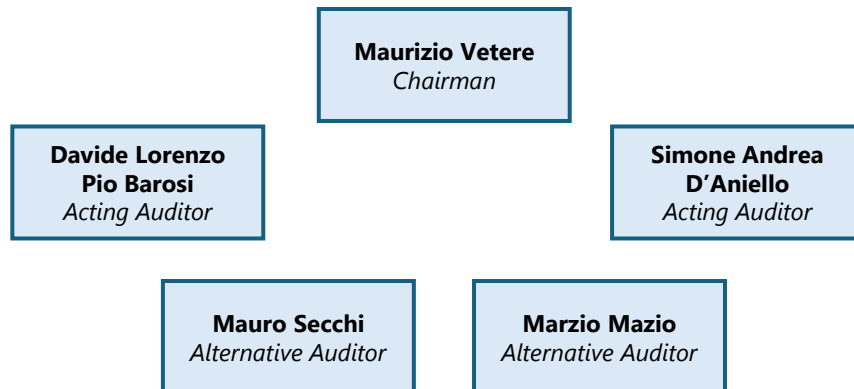 Maurizio Vetere
Chairman
Davide Lorenzo
Pio Barosi
Acting Auditor
Simone Andrea
D’Aniello
Acting Auditor
Mauro Secchi
Alternative Auditor
Marzio Mazio
Alternative Auditor